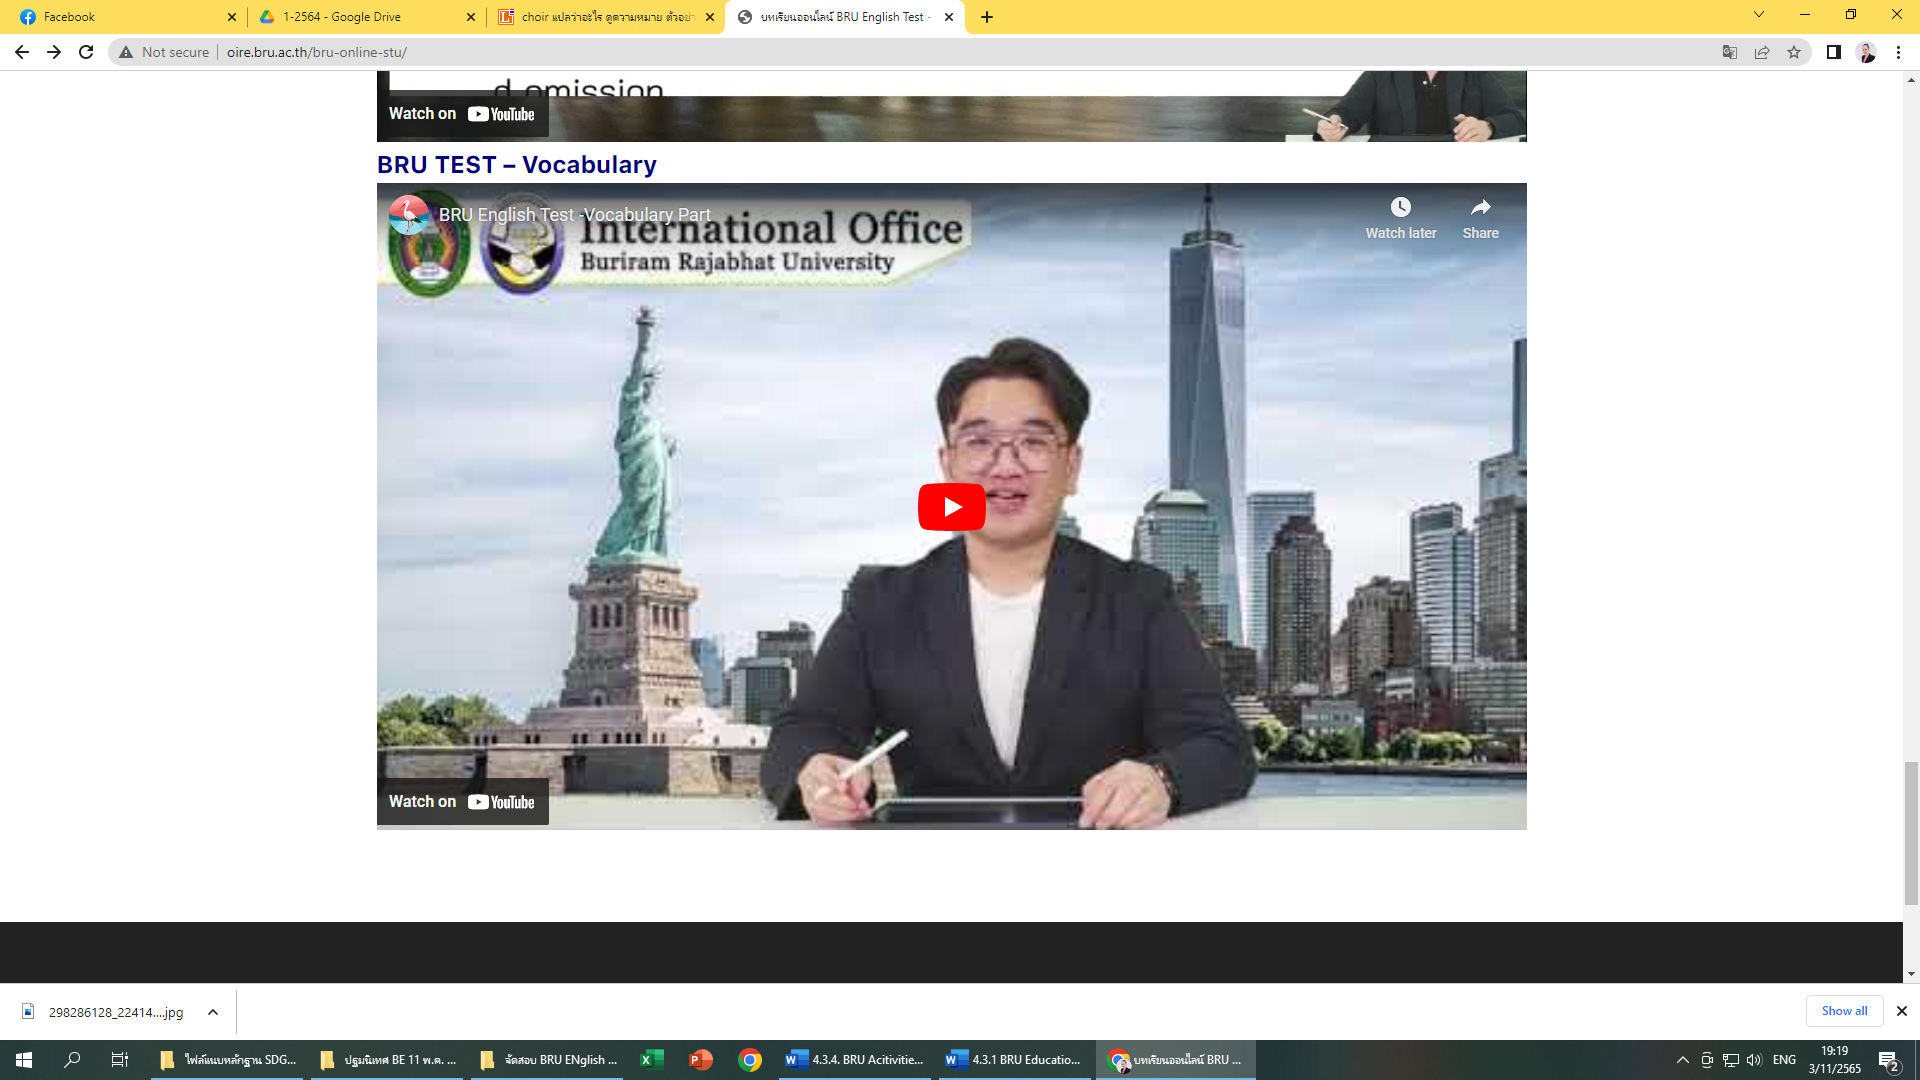 Facebook
1-2564 - Google Drive
choir แปลว่าอะไร ดูความหมาย ตัวอย่า
บทเรียนออนไลน์ BRU English Test -
Not secure
oire.bru.ac.th/bru-online-stu/
d.omission
Watch on YouTube
BRU TEST – Vocabulary
BRU English Test -Vocabulary Part
Watch later
Share
International Office
Buriram Rajabhat University
Watch on YouTube
298286128_22414....jpg
Show all
ไฟล์แนบหลักฐาน SDG...
ปฐมนิเทศ BE 11 พ.ค. ...
จัดสอบ BRU ENglish ...
4.3.4. BRU Acitivitie...
4.3.1 BRU Educatio...
บทเรียนออนไลน์ BRU ...
ENG
19:19
3/11/2565
2